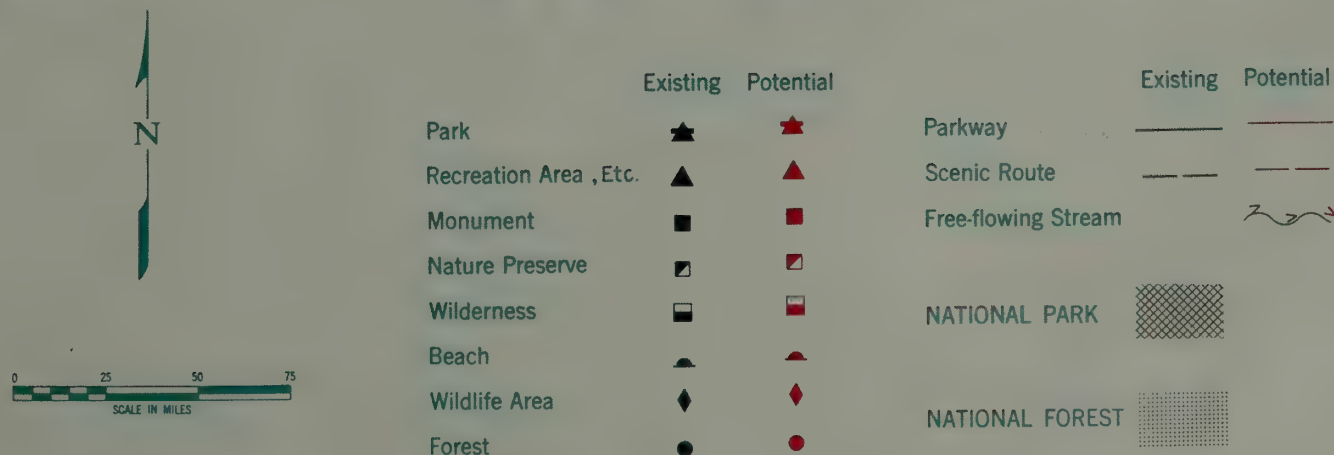 N
0 25 50 75
SCALE IN MILES
Existing Potential
Park
Recreation Area , Etc.
Monument
Nature Preserve
Wilderness
Beach
Wildlife Area
Forest
Existing Potential
Parkway
Scenic Route
Free-flowing Stream
NATIONAL PARK
NATIONAL FOREST